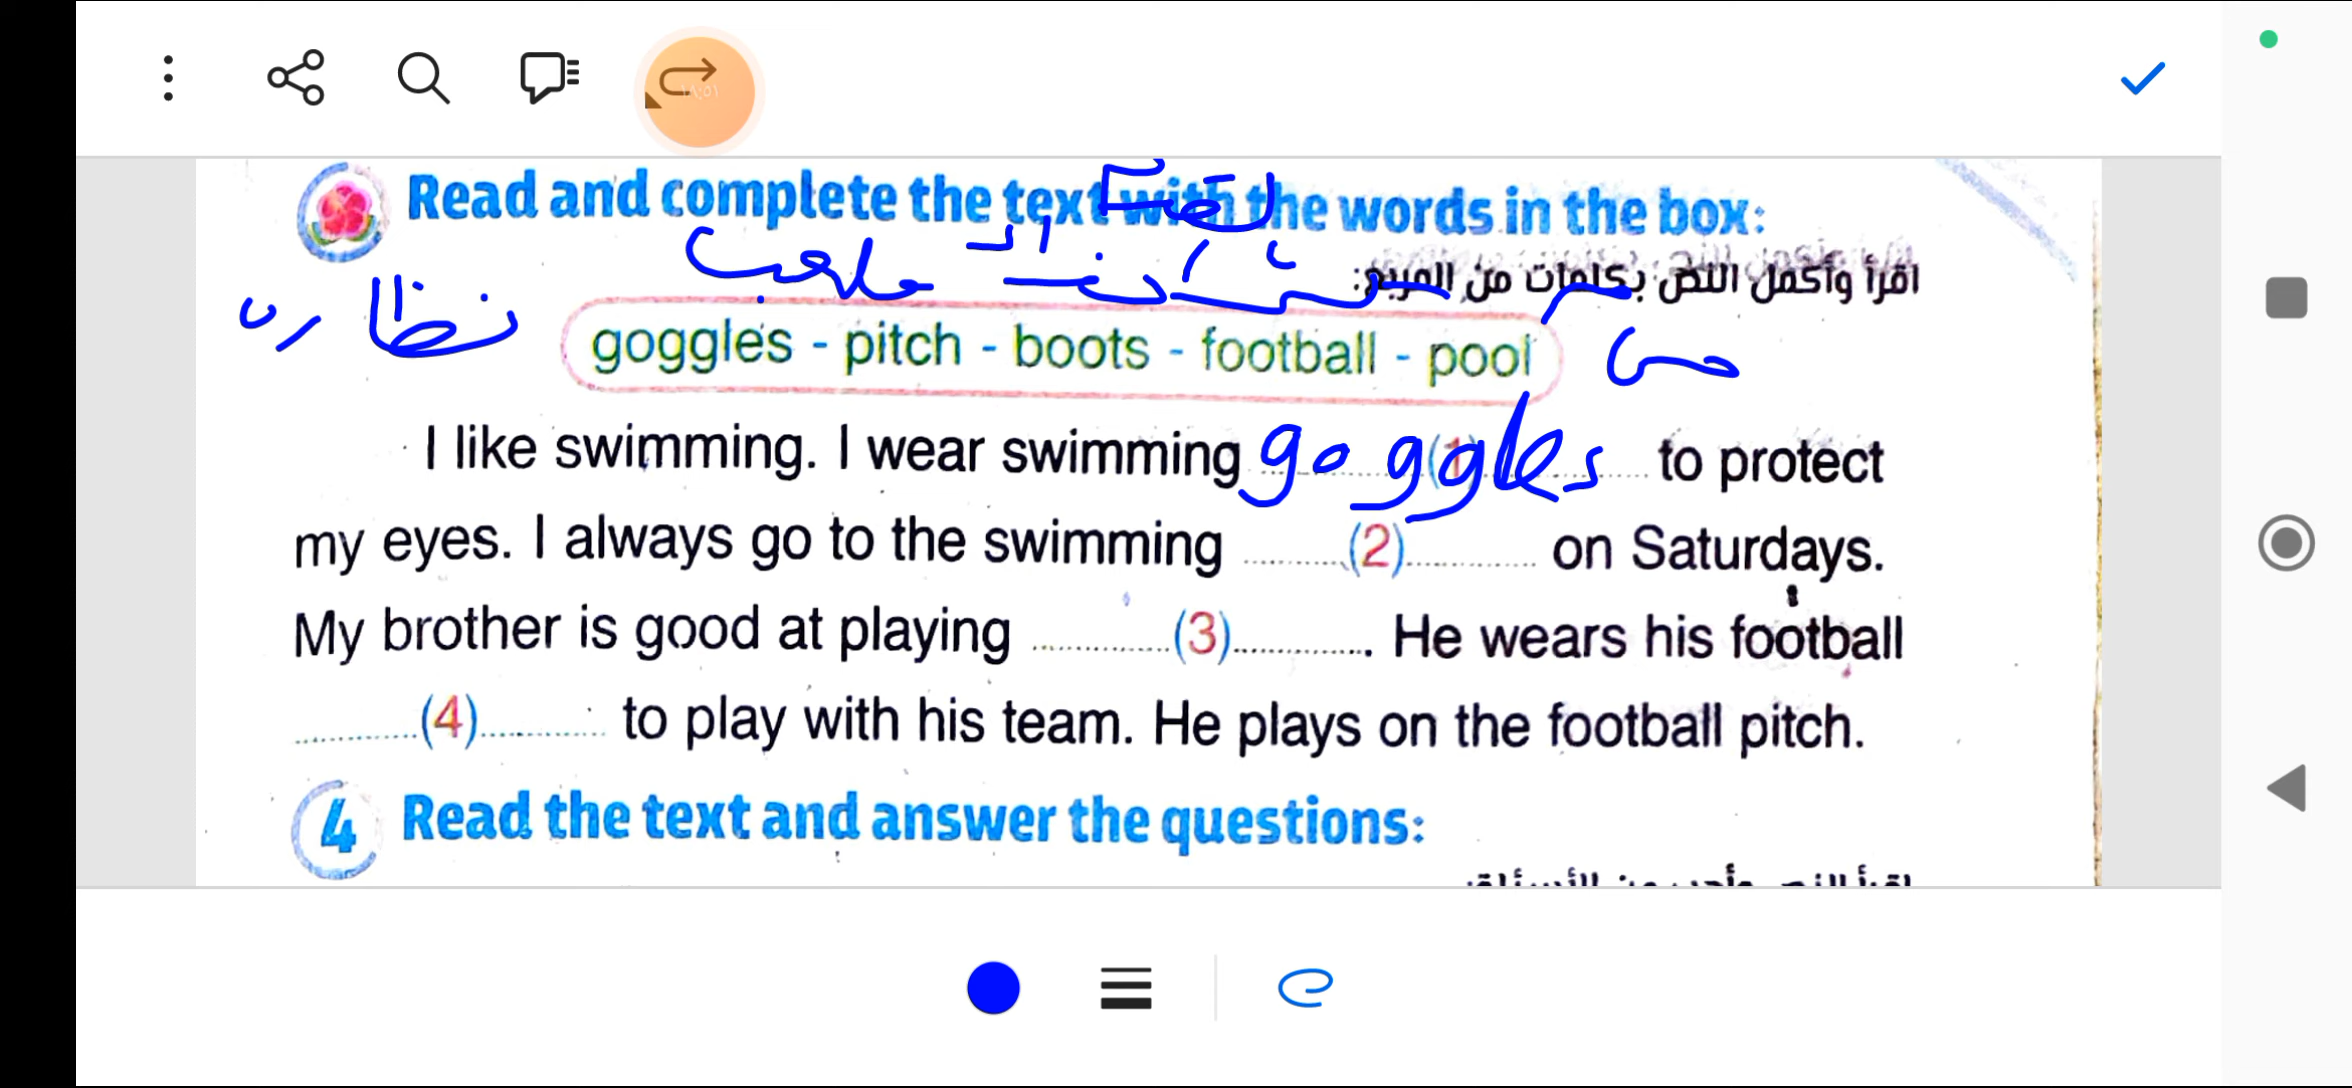 Read and complete the text with the words in the box:
اقرأ وأكمل النص بكلمات من المربع:
نظارات
goggles - pitch - boots - football - pool
I like swimming. I wear swimming goggles (1) to protect
my eyes. I always go to the swimming ..........(2)............ on Saturdays.
My brother is good at playing ............(3)............. He wears his football
...........(4)........... to play with his team. He plays on the football pitch.
4 Read the text and answer the questions: